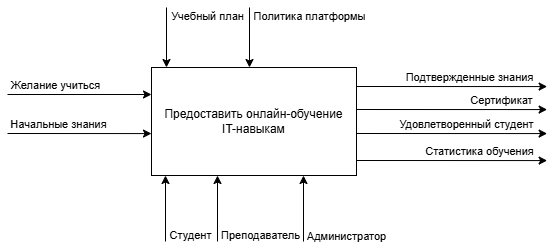 Учебный план
Политика платформы
Желание учиться
Начальные знания
Предоставить онлайн-обучение
IT-навыкам
Подтвержденные знания
Сертификат
Удовлетворенный студент
Статистика обучения
Студент
Преподаватель
Администратор